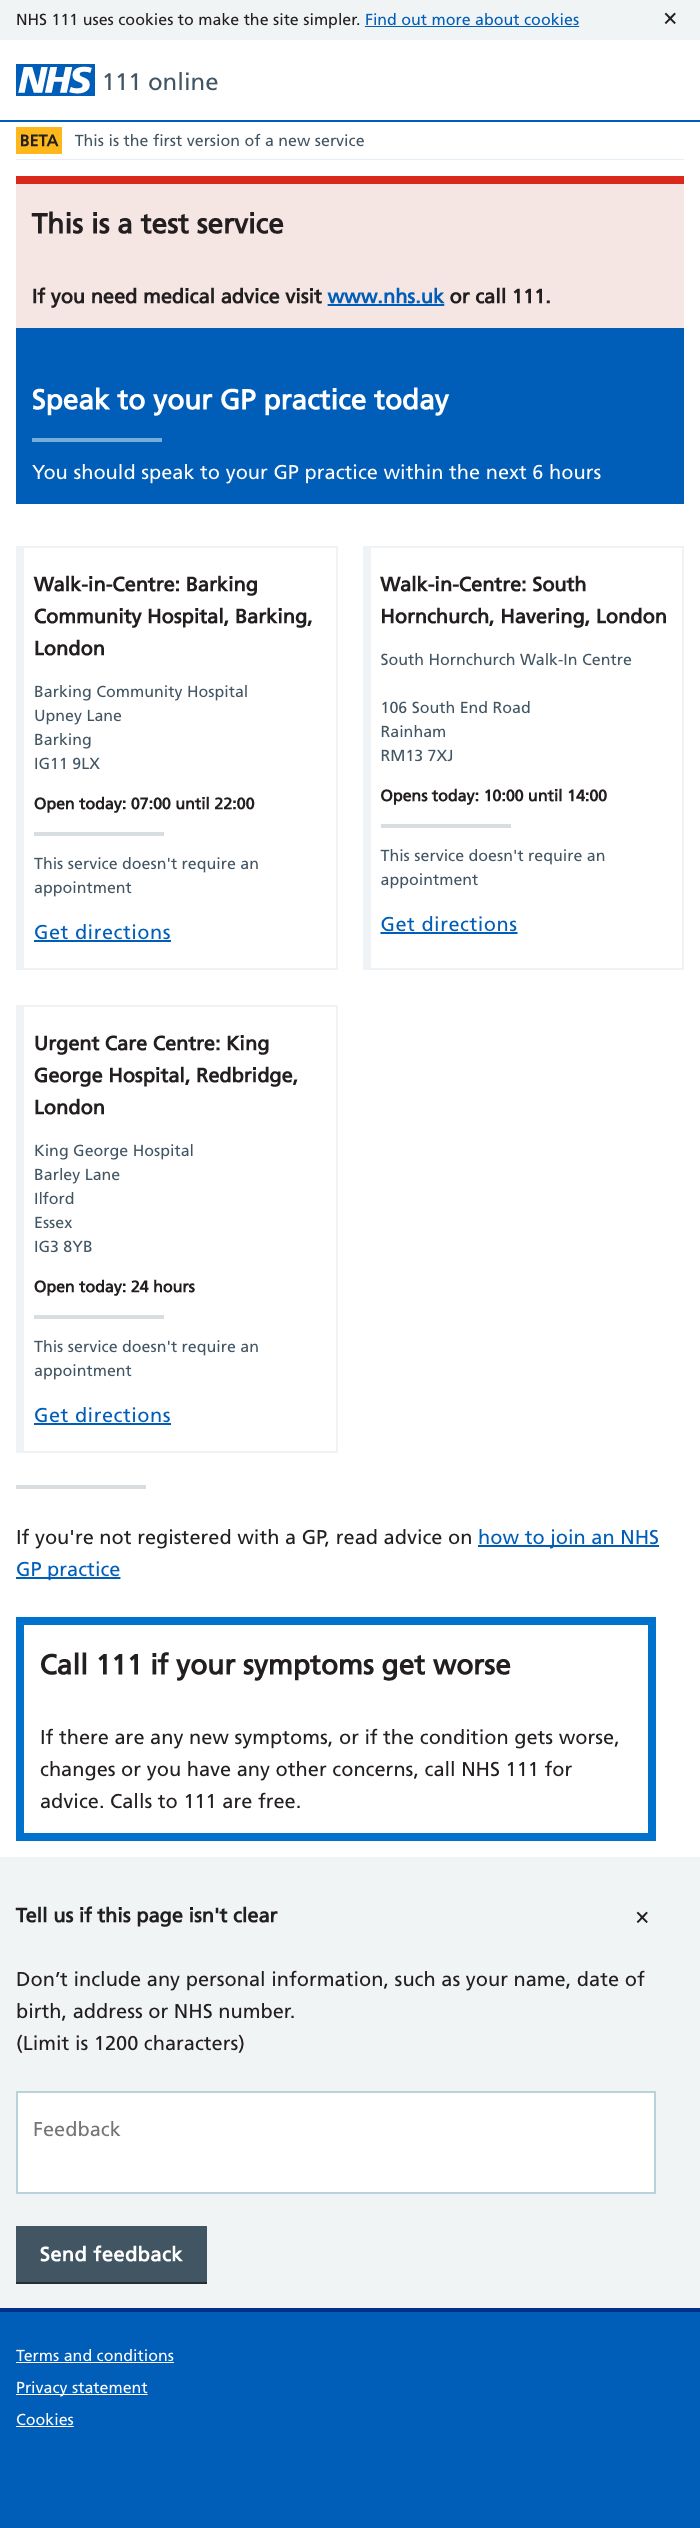 NHS 111 uses cookies to make the site simpler. Find out more about cookies ✕
NHS 111 online
BETA This is the first version of a new service
This is a test service
If you need medical advice visit www.nhs.uk or call 111.
Speak to your GP practice today
You should speak to your GP practice within the next 6 hours
Walk-in-Centre: Barking
Community Hospital, Barking,
London
Barking Community Hospital
Upney Lane
Barking
IG11 9LX
Open today: 07:00 until 22:00
This service doesn't require an
appointment
Get directions
Walk-in-Centre: South
Hornchurch, Havering, London
South Hornchurch Walk-In Centre
106 South End Road
Rainham
RM13 7XJ
Opens today: 10:00 until 14:00
This service doesn't require an
appointment
Get directions
Urgent Care Centre: King
George Hospital, Redbridge,
London
King George Hospital
Barley Lane
Ilford
Essex
IG3 8YB
Open today: 24 hours
This service doesn't require an
appointment
Get directions
If you're not registered with a GP, read advice on how to join an NHS
GP practice
Call 111 if your symptoms get worse
If there are any new symptoms, or if the condition gets worse,
changes or you have any other concerns, call NHS 111 for
advice. Calls to 111 are free.
Tell us if this page isn't clear ✕
Don’t include any personal information, such as your name, date of
birth, address or NHS number.
(Limit is 1200 characters)
Feedback
Send feedback
Terms and conditions
Privacy statement
Cookies